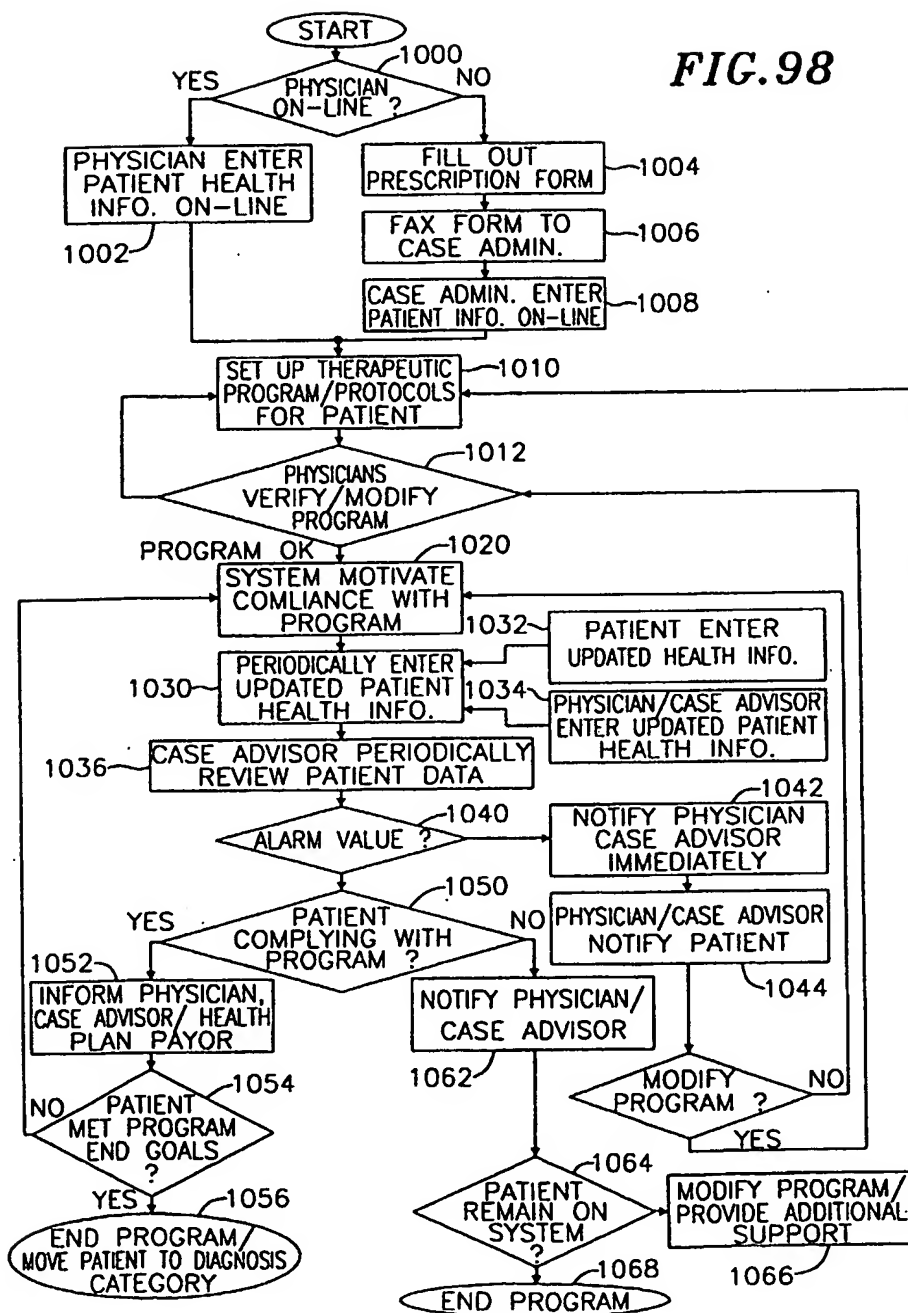 START
FIG.98
1000
YES
NO
PHYSICIAN
ON-LINE ?
PHYSICIAN ENTER
PATIENT HEALTH
INFO. ON-LINE
1002
FILL OUT
PRESCRIPTION FORM
1004
FAX FORM TO
CASE ADMIN.
1006
CASE ADMIN. ENTER
PATIENT INFO. ON-LINE
1008
SET UP THERAPEUTIC
PROGRAM/PROTOCOLS
FOR PATIENT
1010
PHYSICIANS
VERIFY/MODIFY
PROGRAM
1012
PROGRAM OK
1020
SYSTEM MOTIVATE
COMLIANCE WITH
PROGRAM
1032
PATIENT ENTER
UPDATED HEALTH INFO.
1030
PERIODICALLY ENTER
UPDATED PATIENT
HEALTH INFO.
1034
PHYSICIAN/CASE ADVISOR
ENTER UPDATED PATIENT
HEALTH INFO.
1036
CASE ADVISOR PERIODICALLY
REVIEW PATIENT DATA
1040
ALARM VALUE ?
1042
NOTIFY PHYSICIAN
CASE ADVISOR
IMMEDIATELY
1050
YES
NO
PATIENT
COMPLYING WITH
PROGRAM ?
PHYSICIAN/CASE ADVISOR
NOTIFY PATIENT
1044
1052
INFORM PHYSICIAN,
CASE ADVISOR/ HEALTH
PLAN PAYOR
NOTIFY PHYSICIAN/
CASE ADVISOR
1062
MODIFY
PROGRAM ?
NO
YES
1054
NO
PATIENT
MET PROGRAM
END GOALS
?
YES
1056
END PROGRAM/
MOVE PATIENT TO DIAGNOSIS
CATEGORY
1064
PATIENT
REMAIN ON
SYSTEM
?
MODIFY PROGRAM/
PROVIDE ADDITIONAL
SUPPORT
1066
1068
END PROGRAM